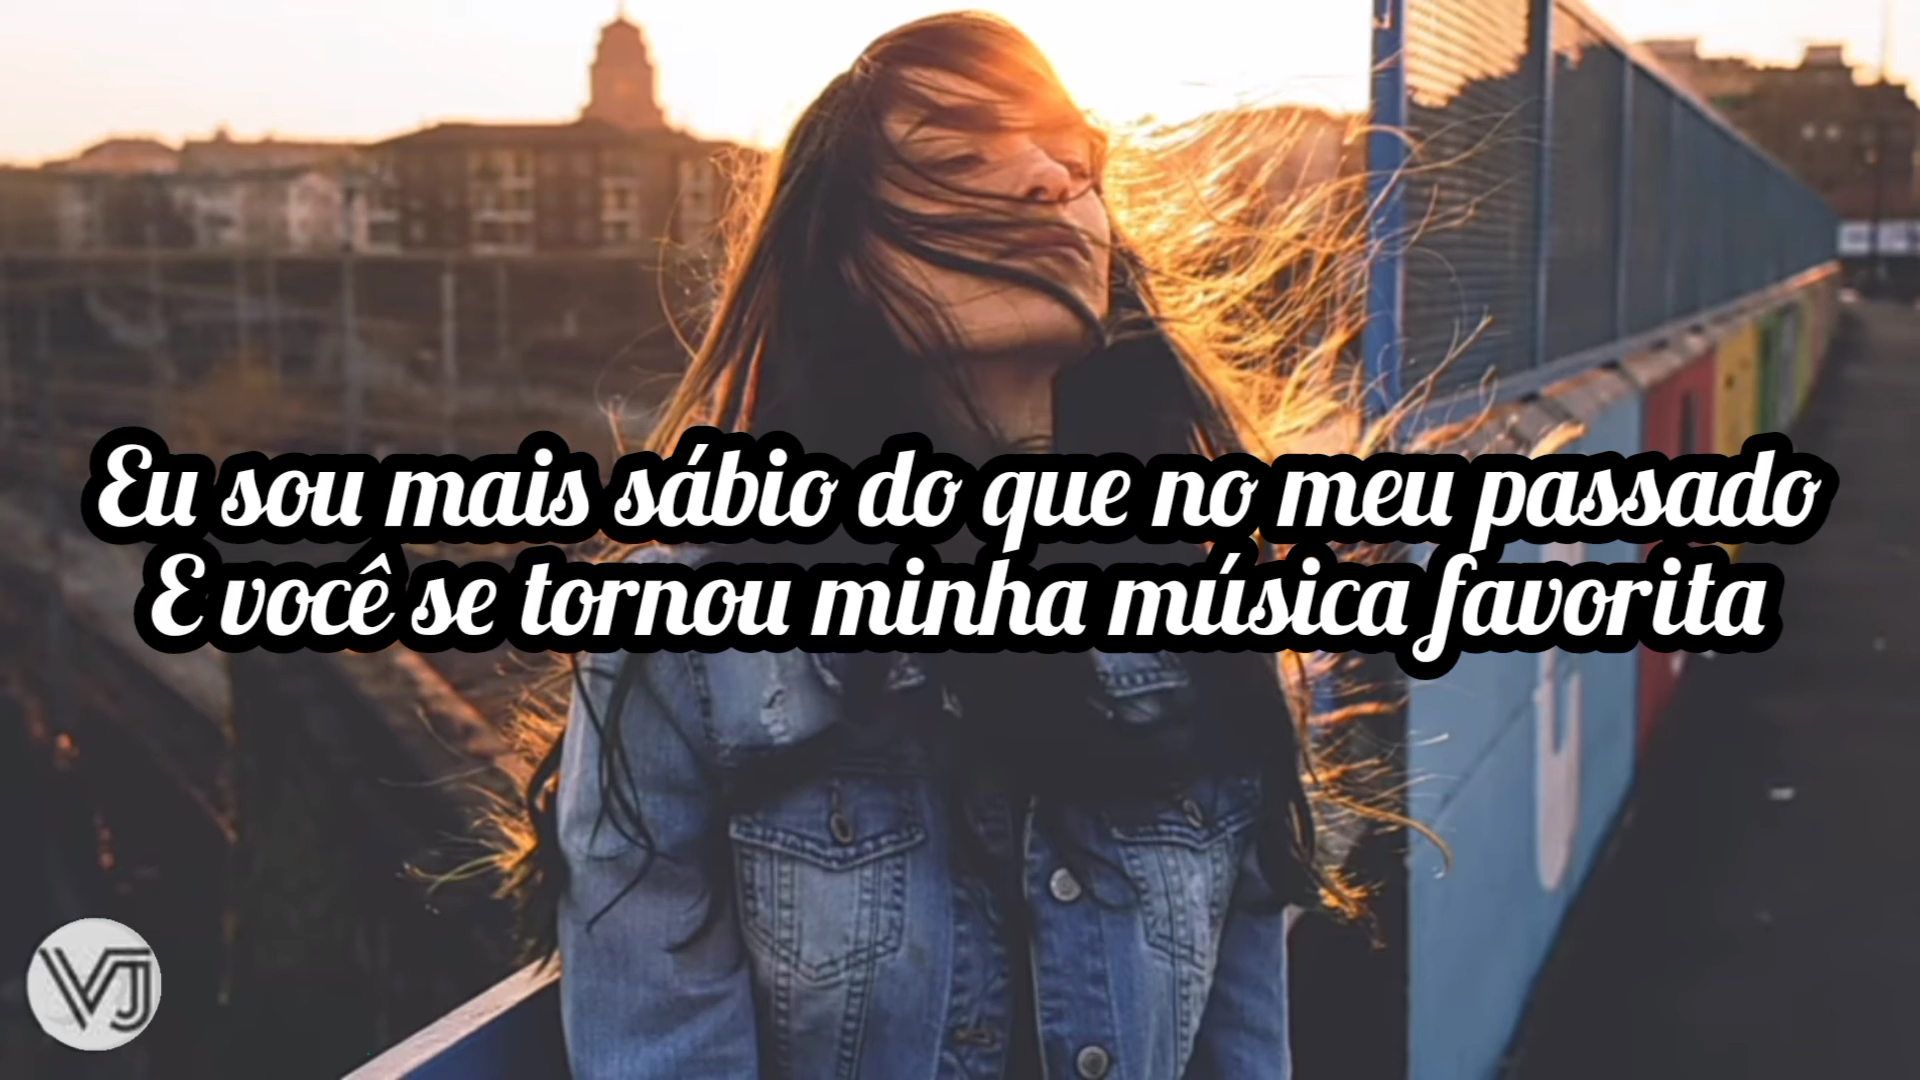 Eu sou mais sábio do que no meu passado
E você se tornou minha música favorita
VJ